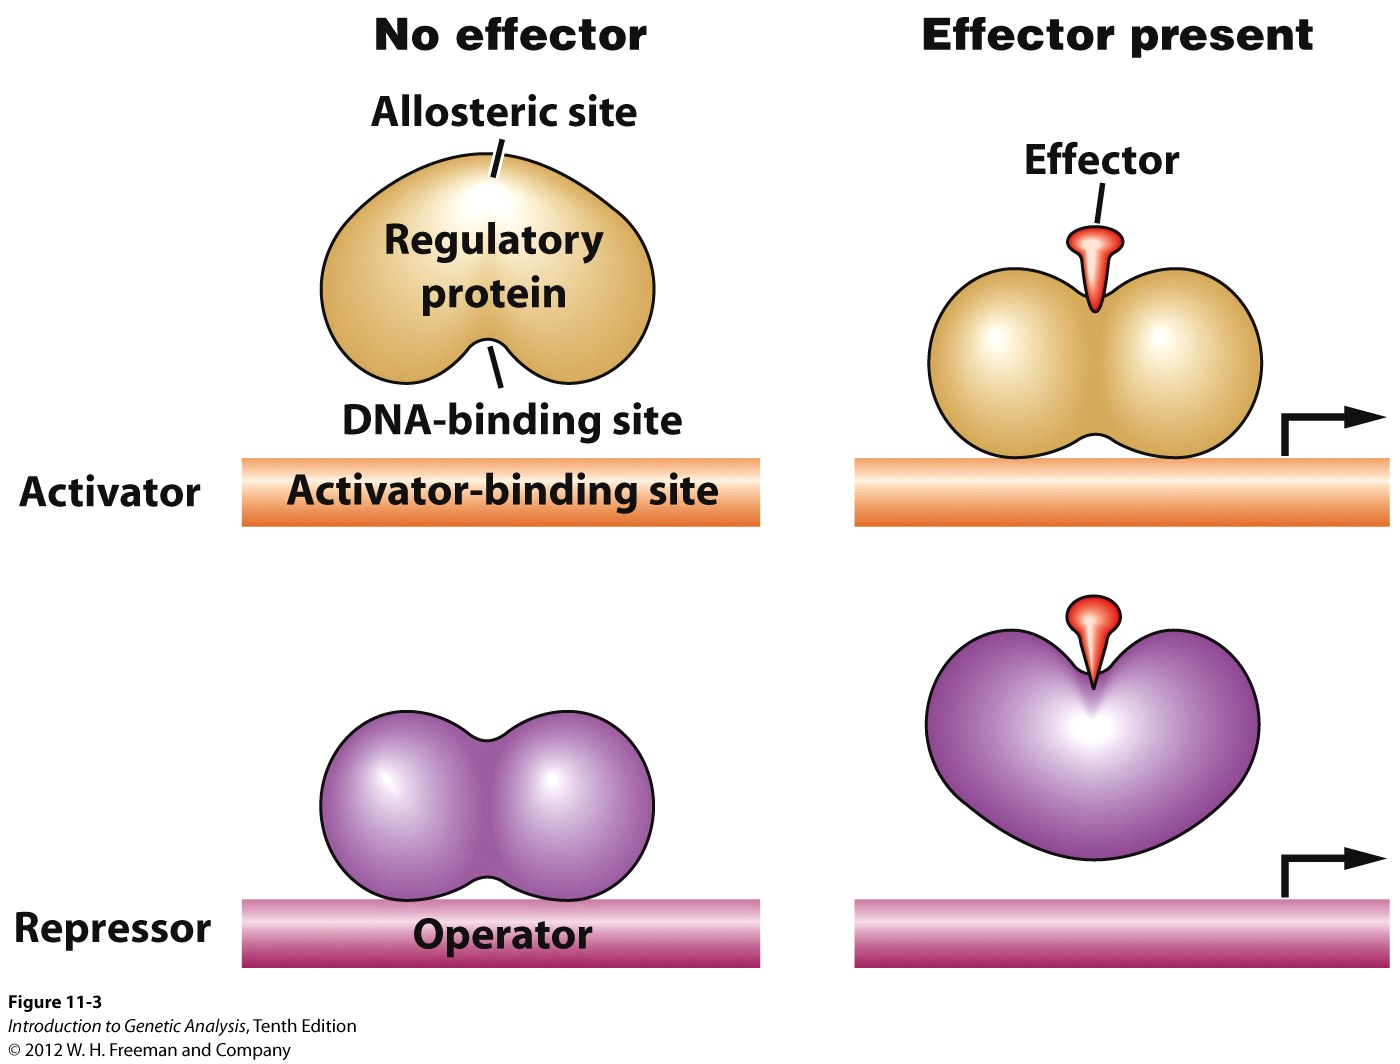 No effector
Effector present
Allosteric site
Effector
Regulatory
protein
DNA-binding site
Activator
Activator-binding site
Repressor
Operator
Figure 11-3
Introduction to Genetic Analysis, Tenth Edition
© 2012 W. H. Freeman and Company